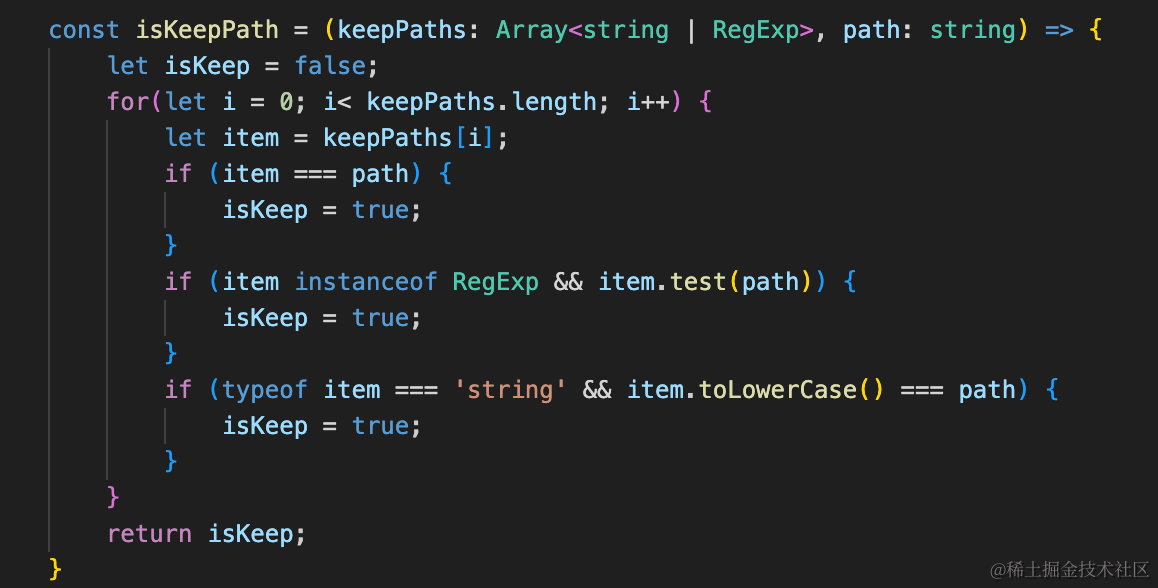 const isKeepPath = (keepPaths: Array<string | RegExp>, path: string) => {
    let isKeep = false;
    for(let i = 0; i< keepPaths.length; i++) {
        let item = keepPaths[i];
        if (item === path) {
            isKeep = true;
        }
        if (item instanceof RegExp && item.test(path)) {
            isKeep = true;
        }
        if (typeof item === 'string' && item.toLowerCase() === path) {
            isKeep = true;
        }
    }
    return isKeep;
}
@稀土掘金技术社区